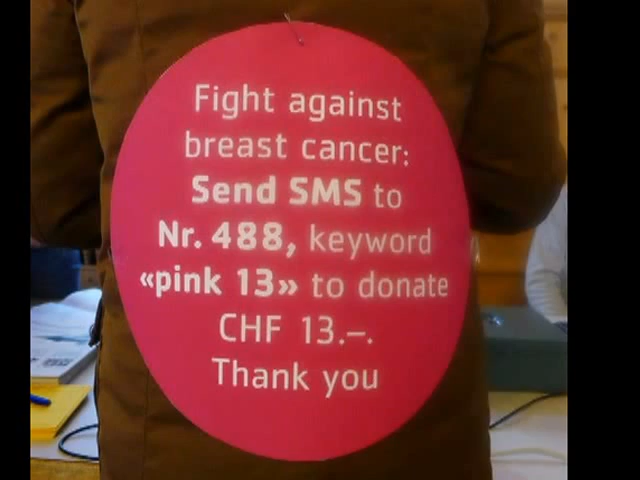 Fight against
breast cancer:
Send SMS to
Nr. 488, keyword
«pink 13» to donate
CHF 13.–.
Thank you